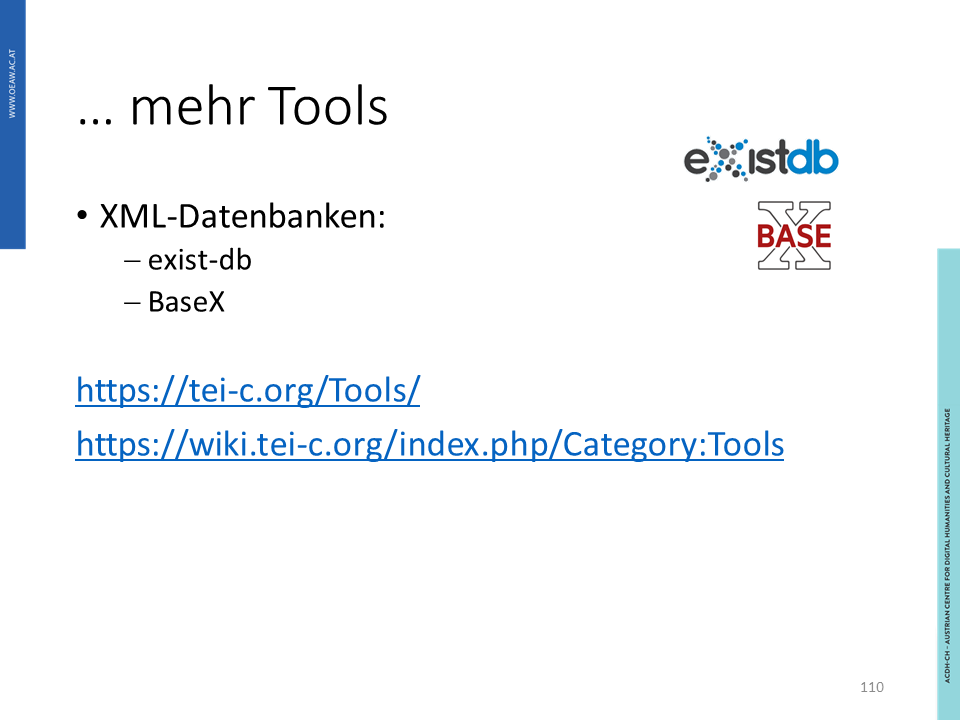 WWW.OEAW.AC.AT
... mehr Tools
existdb
X
BASE
• XML-Datenbanken:
– exist-db
– BaseX
https://tei-c.org/Tools/
https://wiki.tei-c.org/index.php/Category:Tools
ACDH-CH – AUSTRIAN CENTRE FOR DIGITAL HUMANITIES AND CULTURAL HERITAGE
110